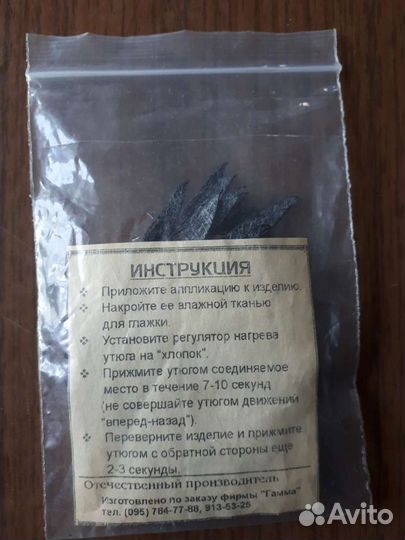 ИНСТРУКЦИЯ
❖ Приложите аппликацию к изделию.
❖ Накройте ее влажной тканью
для глажки.
❖ Установите регулятор нагрева
утюга на "хлопок".
❖ Прижмите утюгом соединяемое
место в течение 7-10 секунд
(не совершайте утюгом движений
"вперед-назад").
❖ Переверните изделие и прижмите
утюгом с обратной стороны еще
2-3 секунды.
Отечественный производитель
Изготовлено по заказу фирмы "Гамма"
тел. (095) 784-77-88, 913-53-25
Avito